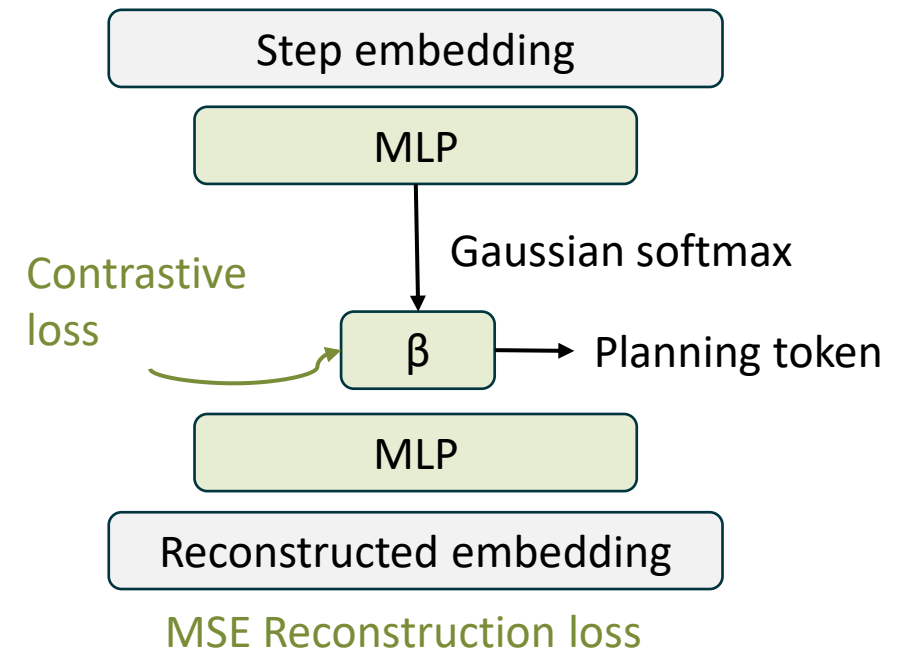 Step embedding
MLP
Gaussian softmax
Contrastive
loss
β
Planning token
MLP
Reconstructed embedding
MSE Reconstruction loss